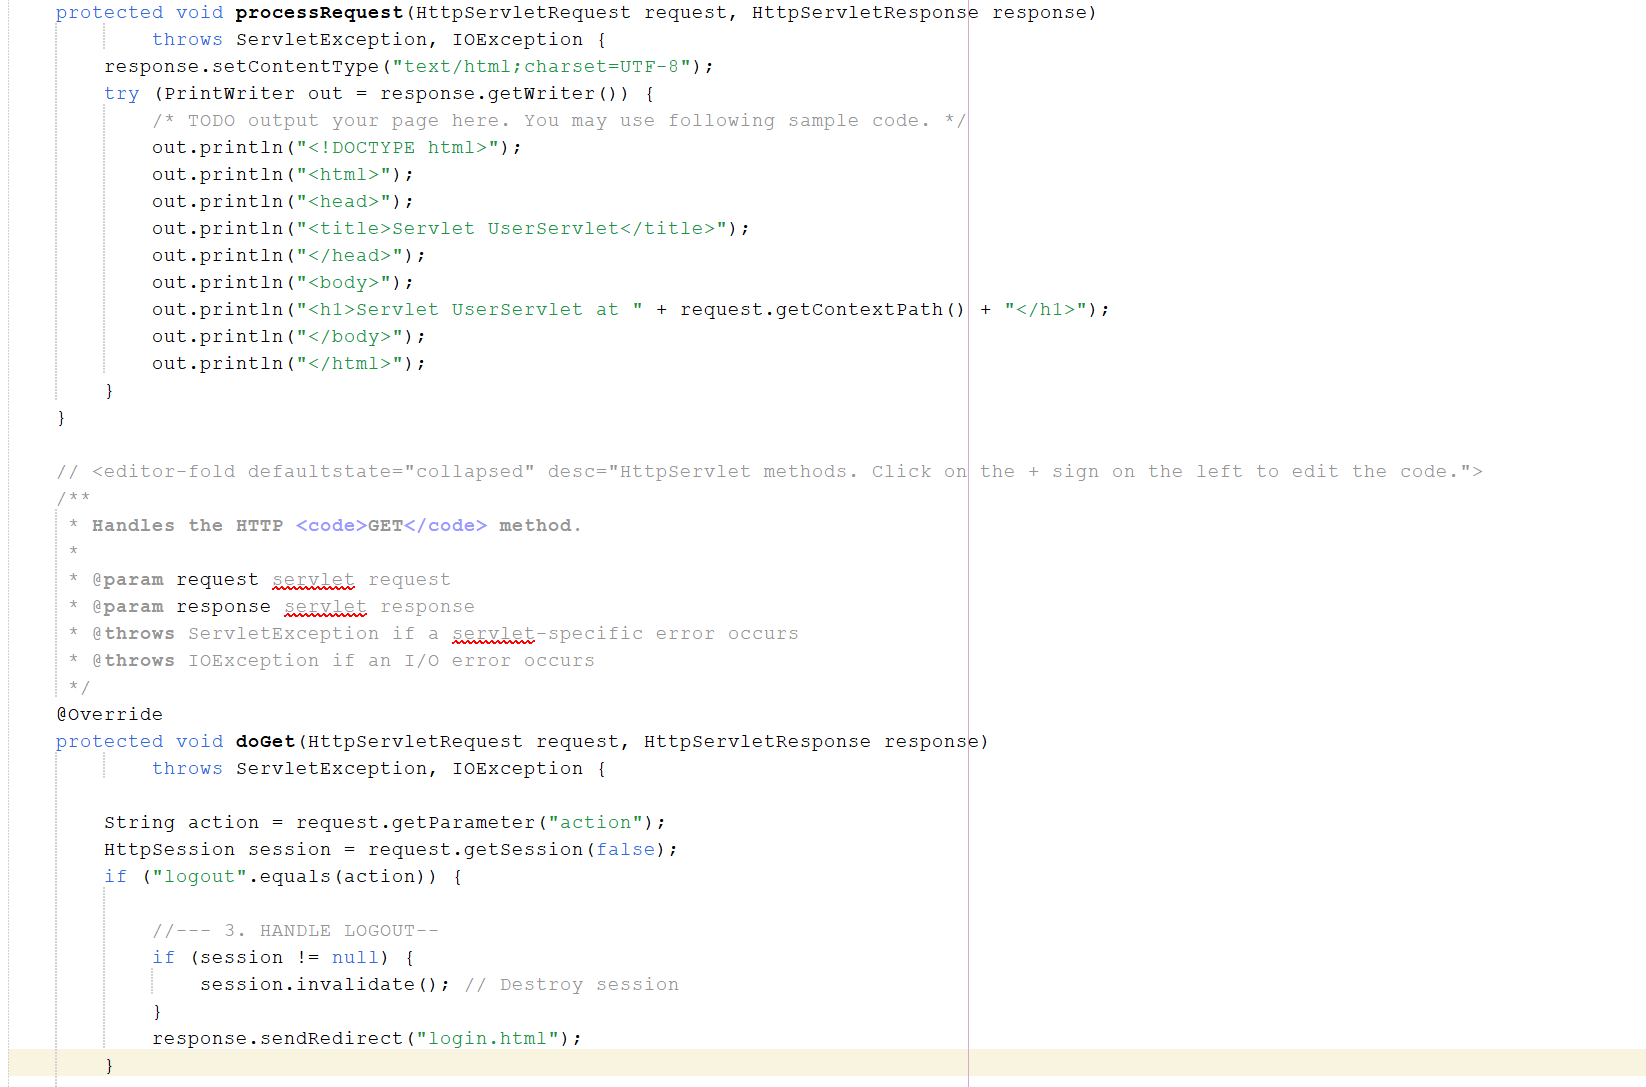 protected void processRequest(HttpServletRequest request, HttpServletResponse response)
throws ServletException, IOException {
response.setContentType("text/html;charset=UTF-8");
try (PrintWriter out = response.getWriter()) {
/* TODO output your page here. You may use following sample code. */
out.println("<!DOCTYPE html>");
out.println("<html>");
out.println("<head>");
out.println("<title>Servlet UserServlet</title>");
out.println("</head>");
out.println("<body>");
out.println("<h1>Servlet UserServlet at " + request.getContextPath() + "</h1>");
out.println("</body>");
out.println("</html>");
}
}
// <editor-fold defaultstate="collapsed" desc="HttpServlet methods. Click on the + sign on the left to edit the code.">
/**
* Handles the HTTP <code>GET</code> method.
*
* @param request servlet request
* @param response servlet response
* @throws ServletException if a servlet-specific error occurs
* @throws IOException if an I/O error occurs
*/
@Override
protected void doGet(HttpServletRequest request, HttpServletResponse response)
throws ServletException, IOException {
String action = request.getParameter("action");
HttpSession session = request.getSession(false);
if ("logout".equals(action)) {
//--- 3. HANDLE LOGOUT--
if (session != null) {
session.invalidate(); // Destroy session
}
response.sendRedirect("login.html");
}